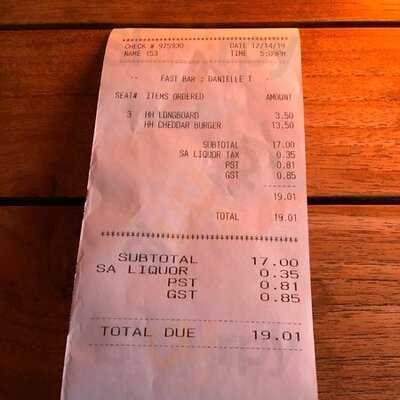 CHECK # 975930 DATE 12/14/19
NAME 153 TIME 5:09PM
FAST BAR : DANIELLE T
SEAT# ITEMS ORDERED AMOUNT
3 HH LONGBOARD 3.50
HH CHEDDAR BURGER 13.50
SUBTOTAL 17.00
SA LIQUOR TAX 0.35
PST 0.81
GST 0.85
19.01
TOTAL 19.01
SUBTOTAL 17.00
SA LIQUOR 0.35
PST 0.81
GST 0.85
TOTAL DUE 19.01